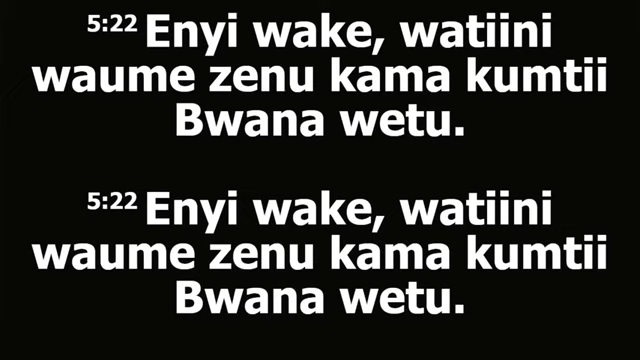 5:22 Enyi wake, watiini
waume zenu kama kumtii
Bwana wetu.
5:22 Enyi wake, watiini
waume zenu kama kumtii
Bwana wetu.